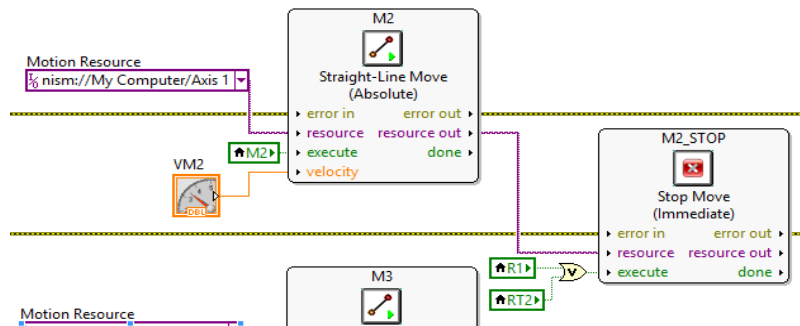 M2
Motion Resource
I/O nism://My Computer/Axis 1
Straight-Line Move
(Absolute)
error in error out
resource resource out
M2 execute done
VM2 velocity
DBL
M2_STOP
Stop Move
(Immediate)
error in error out
resource resource out
R1 V execute done
RT2
M3
Motion Resource